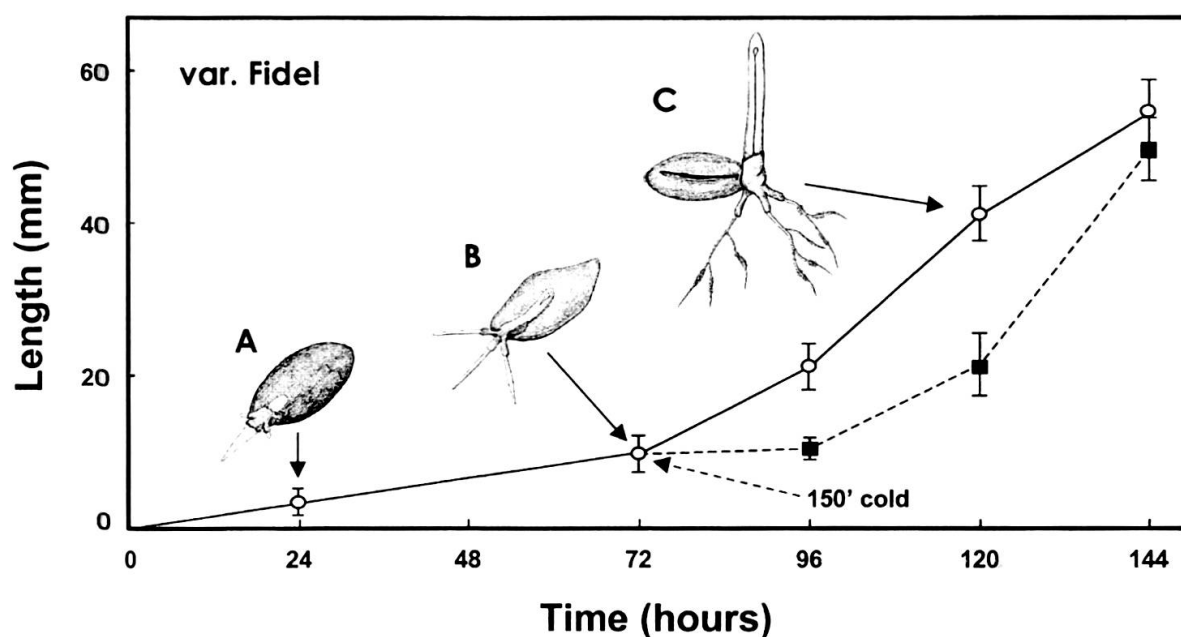 var. Fidel
C
B
A
60
40
20
0
Length (mm)
150' cold
0 24 48 72 96 120 144
Time (hours)